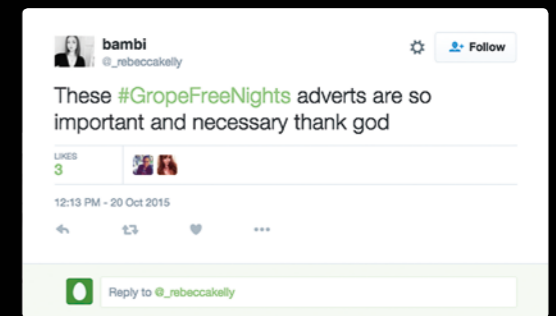 bambi
@_rebeccakelly
Follow
These #GropeFreeNights adverts are so
important and necessary thank god
LIKES
3
12:13 PM - 20 Oct 2015
Reply to @_rebeccakelly